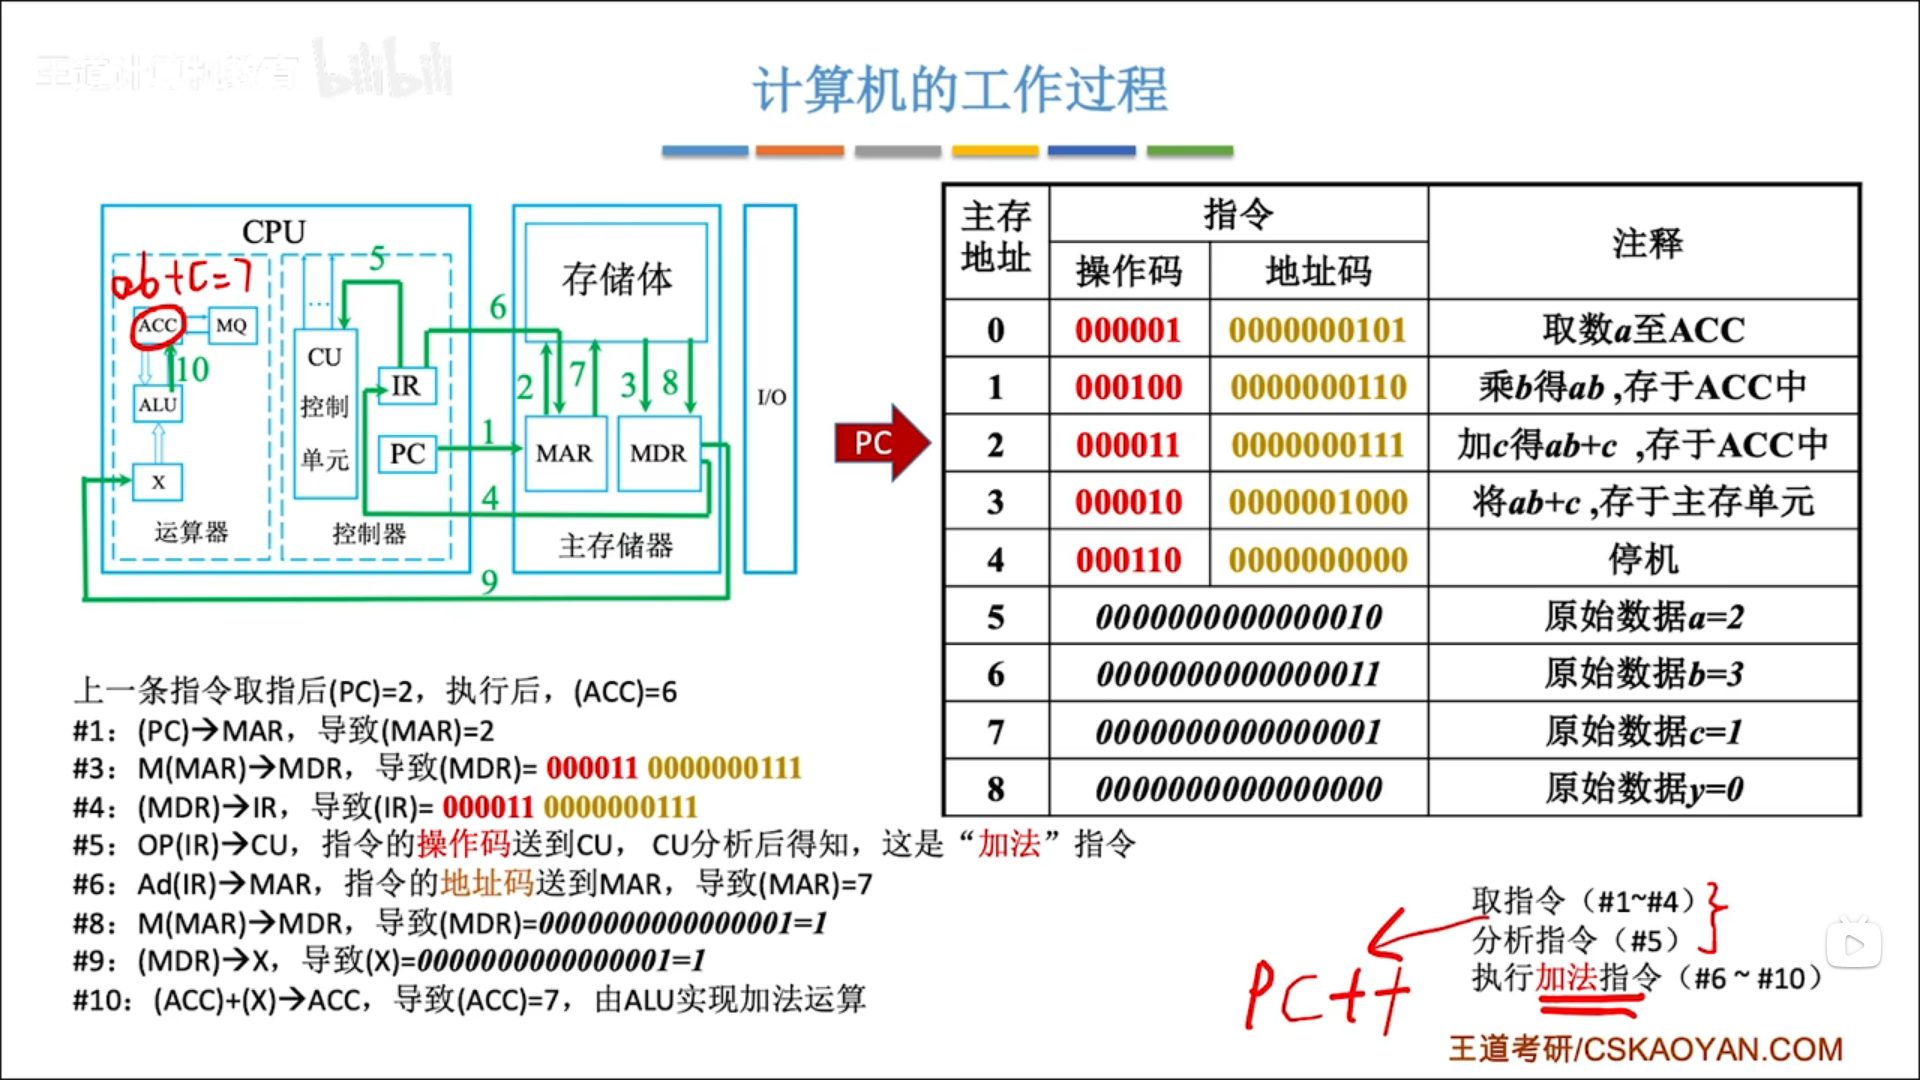 王道计算机教育 bilibili
计算机的工作过程
CPU
ab+c=7
ACC
MQ
10
ALU
X
运算器
5
...
CU
控制
单元
IR
PC
控制器
6
1
4
9
存储体
2
7
3
8
MAR
MDR
主存储器
I/O
PC
主存地址 指令 注释
操作码 地址码
0 000001 0000000101 取数a至ACC
1 000100 0000000110 乘b得ab ,存于ACC中
2 000011 0000000111 加c得ab+c ,存于ACC中
3 000010 0000001000 将ab+c ,存于主存单元
4 000110 0000000000 停机
5 0000000000000010 原始数据a=2
6 0000000000000011 原始数据b=3
7 0000000000000001 原始数据c=1
8 0000000000000000 原始数据y=0
上一条指令取指后(PC)=2，执行后，(ACC)=6
#1：(PC)→MAR，导致(MAR)=2
#3：M(MAR)→MDR，导致(MDR)= 000011 0000000111
#4：(MDR)→IR，导致(IR)= 000011 0000000111
#5：OP(IR)→CU，指令的操作码送到CU， CU分析后得知，这是“加法”指令
#6：Ad(IR)→MAR，指令的地址码送到MAR，导致(MAR)=7
#8：M(MAR)→MDR，导致(MDR)=0000000000000001=1
#9：(MDR)→X，导致(X)=0000000000000001=1
#10：(ACC)+(X)→ACC，导致(ACC)=7，由ALU实现加法运算
取指令（#1~#4）
分析指令（#5）
执行加法指令（#6 ~ #10）
PC++
王道考研/CSKAOYAN.COM